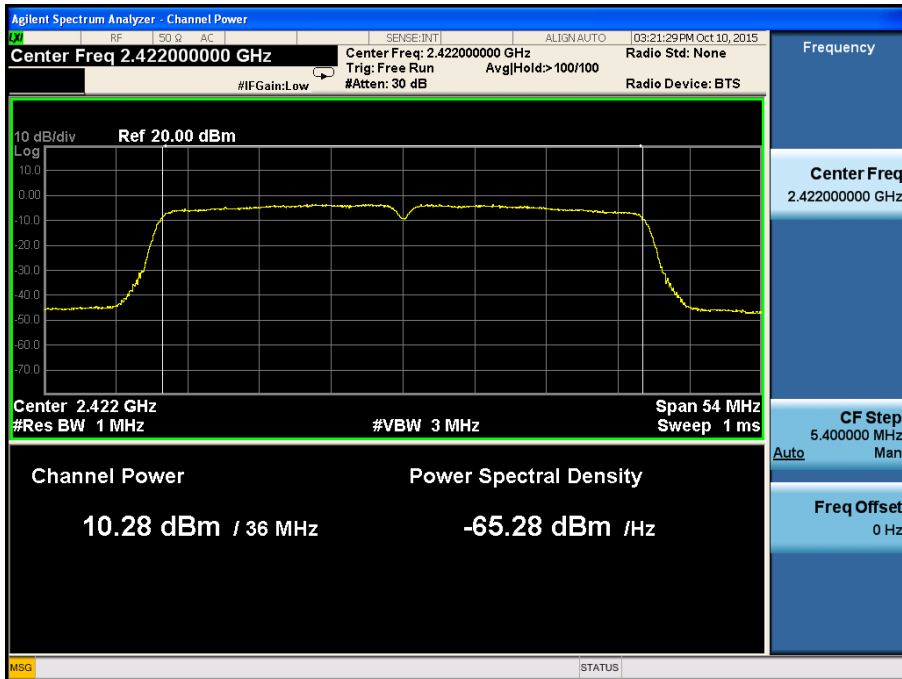 Agilent Spectrum Analyzer - Channel Power
LXI RF 50 Ω AC SENSE:INT ALIGN AUTO 03:21:29 PM Oct 10, 2015
Center Freq 2.422000000 GHz
Center Freq: 2.422000000 GHz Radio Std: None
Trig: Free Run Avg|Hold:>100/100
#IFGain:Low #Atten: 30 dB Radio Device: BTS
10 dB/div Ref 20.00 dBm
Log
10.0
0.00
-10.0
-20.0
-30.0
-40.0
-50.0
-60.0
-70.0
Center 2.422 GHz Span 54 MHz
#Res BW 1 MHz #VBW 3 MHz Sweep 1 ms
Channel Power Power Spectral Density
10.28 dBm / 36 MHz -65.28 dBm /Hz
Frequency
Center Freq
2.422000000 GHz
CF Step
5.400000 MHz
Auto Man
Freq Offset
0 Hz
MSG STATUS